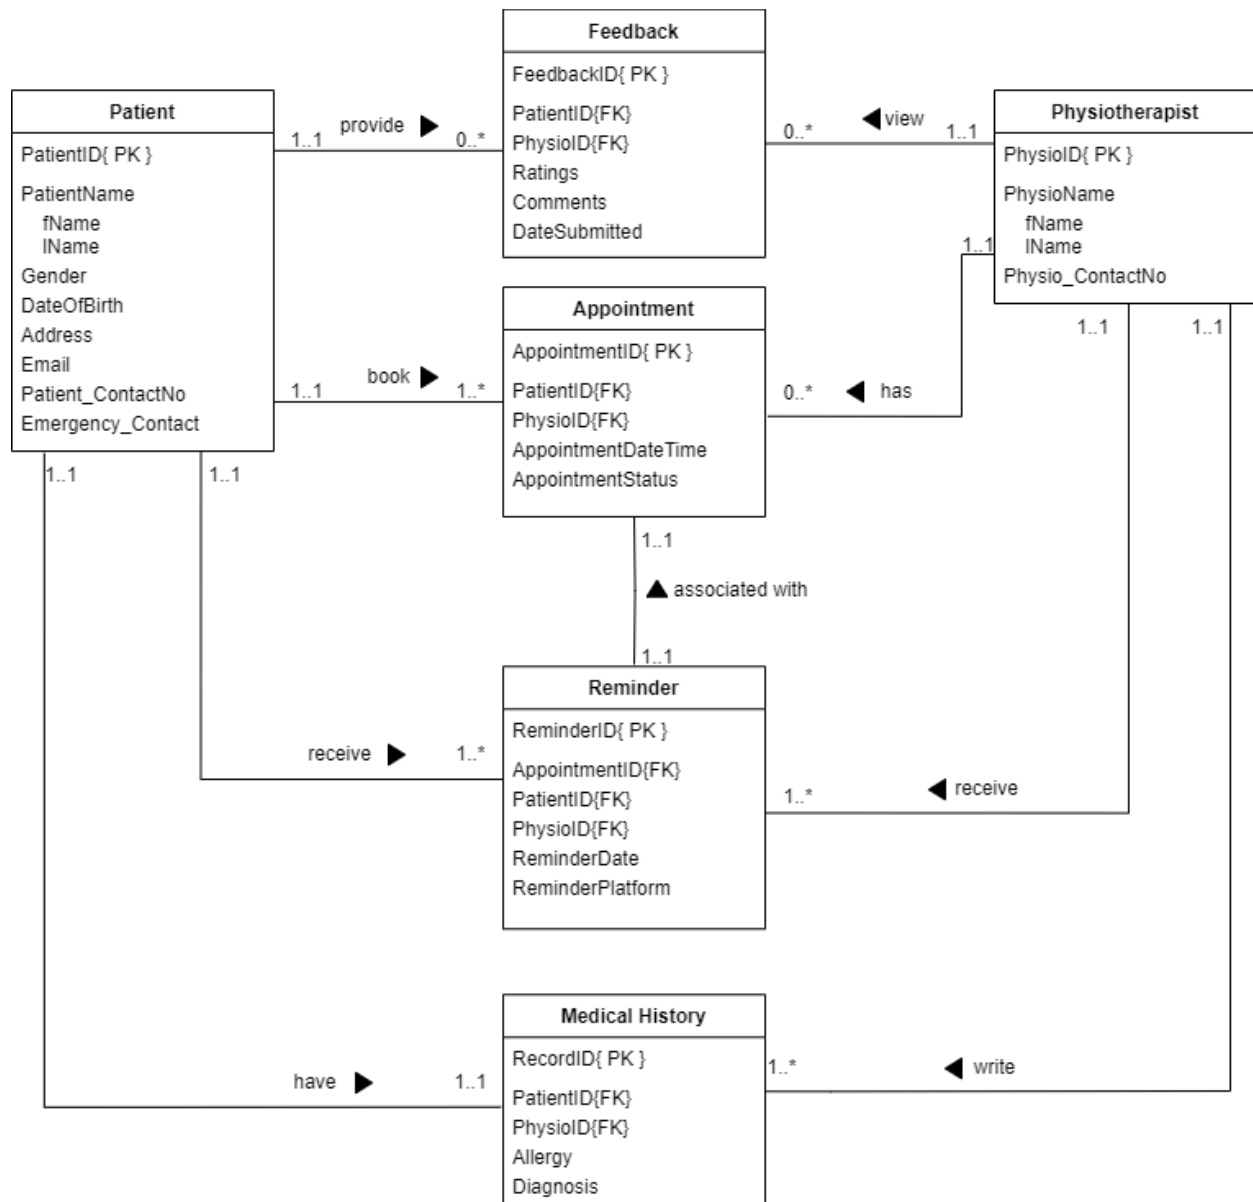 Feedback
FeedbackID{ PK }
PatientID{FK}
PhysioID{FK}
Ratings
Comments
DateSubmitted
Patient
PatientID{ PK }
PatientName
fName
lName
Gender
DateOfBirth
Address
Email
Patient_ContactNo
Emergency_Contact
1..1
provide
0..*
0..*
view
1..1
Physiotherapist
PhysioID{ PK }
PhysioName
fName
lName
Physio_ContactNo
1..1
1..1
1..1
Appointment
AppointmentID{ PK }
PatientID{FK}
PhysioID{FK}
AppointmentDateTime
AppointmentStatus
1..1
book
1..*
0..*
has
1..1
1..1
1..1
associated with
1..1
Reminder
ReminderID{ PK }
AppointmentID{FK}
PatientID{FK}
PhysioID{FK}
ReminderDate
ReminderPlatform
receive
1..*
1..*
receive
Medical History
RecordID{ PK }
PatientID{FK}
PhysioID{FK}
Allergy
Diagnosis
have
1..1
1..*
write